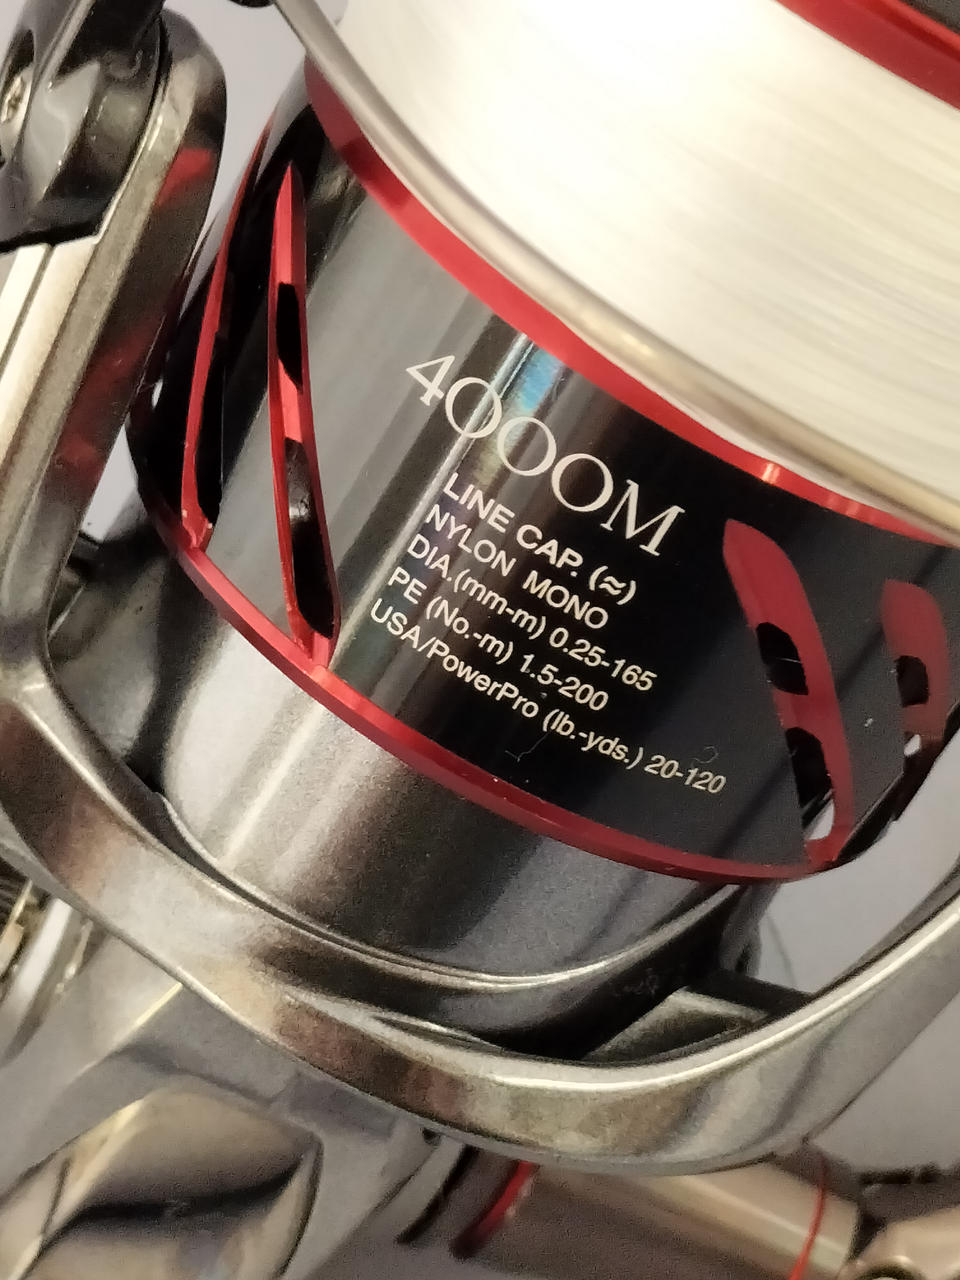 4000M
LINE CAP. (≈)
NYLON MONO
DIA.(mm-m) 0.25-165
PE (No.-m) 1.5-200
USA/PowerPro (lb.-yds.) 20-120